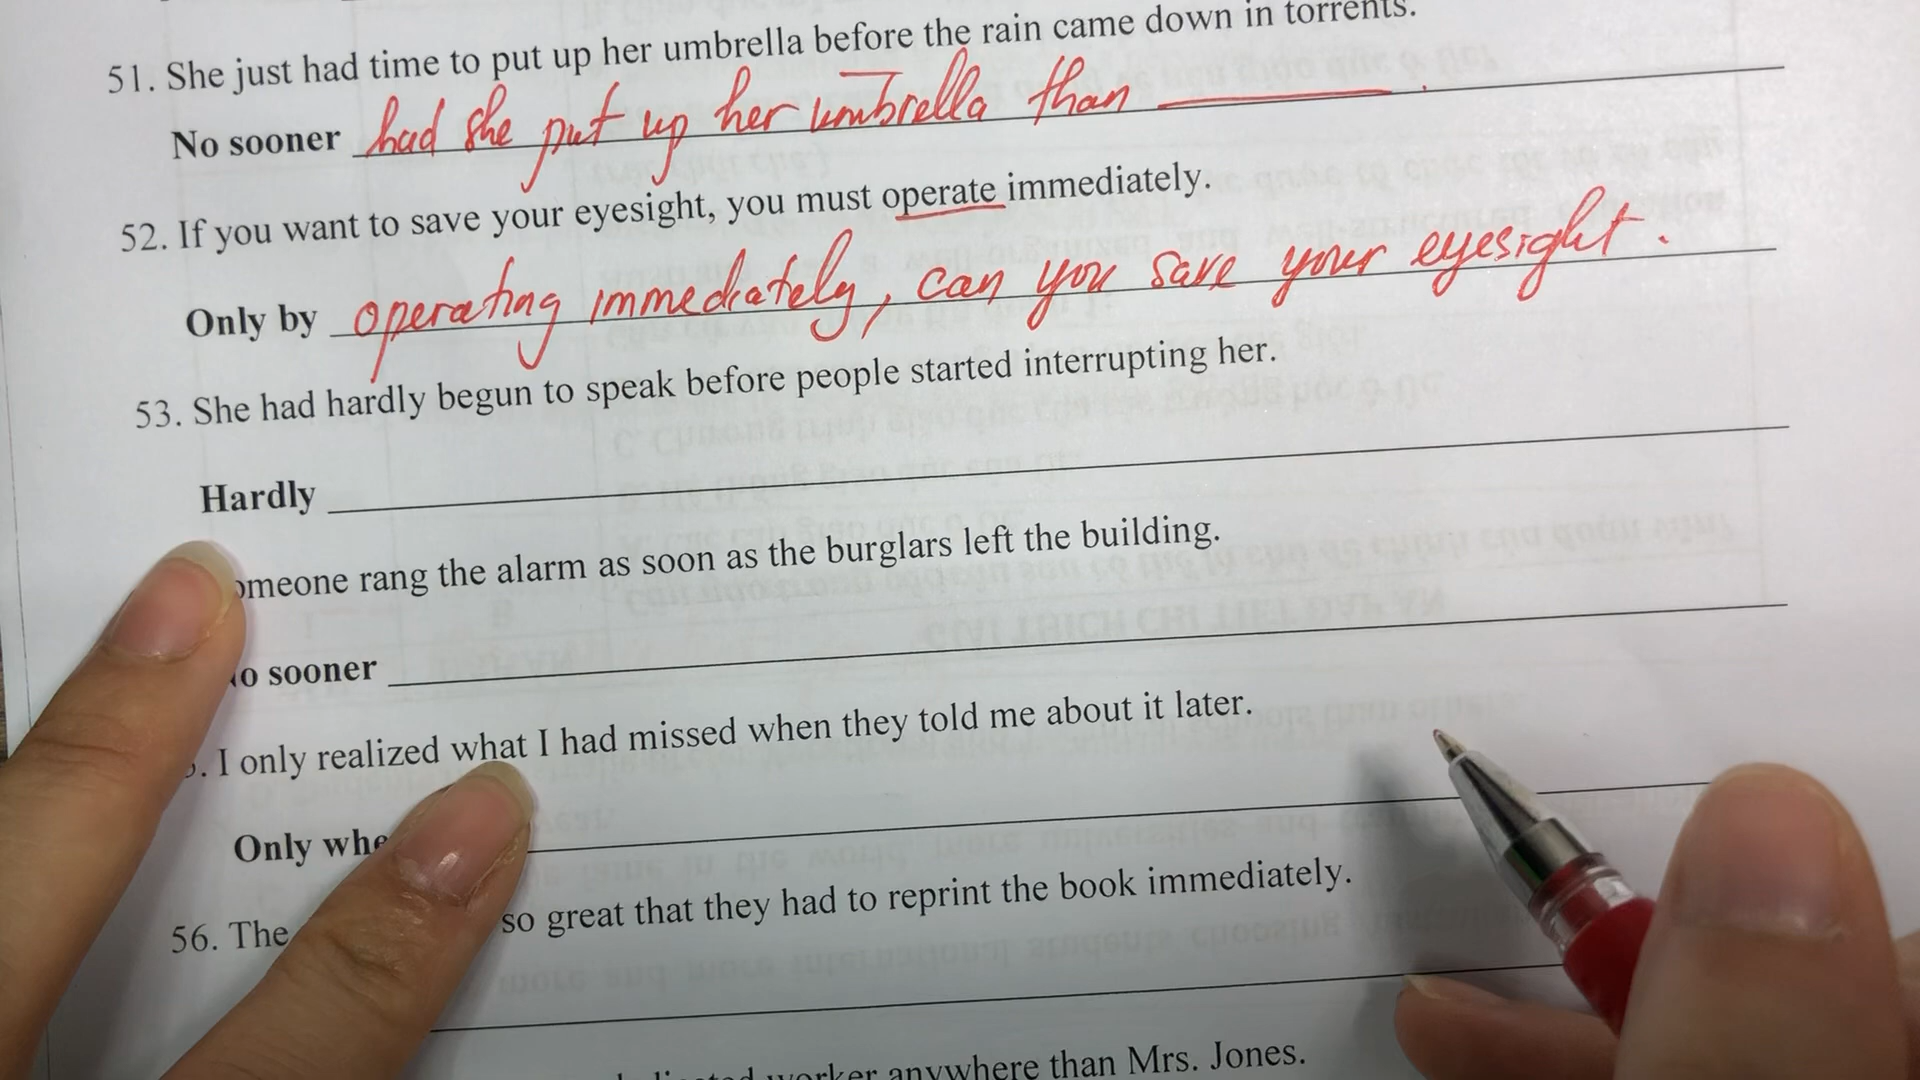 51. She just had time to put up her umbrella before the rain came down in torrents.
No sooner had she put up her umbrella than
52. If you want to save your eyesight, you must operate immediately.
Only by operating immediately, can you save your eyesight.
53. She had hardly begun to speak before people started interrupting her.
Hardly
rang the alarm as soon as the burglars left the building.
sooner
I only realized what I had missed when they told me about it later.
Only
56. The so great that they had to reprint the book immediately.
worker anywhere than Mrs. Jones.